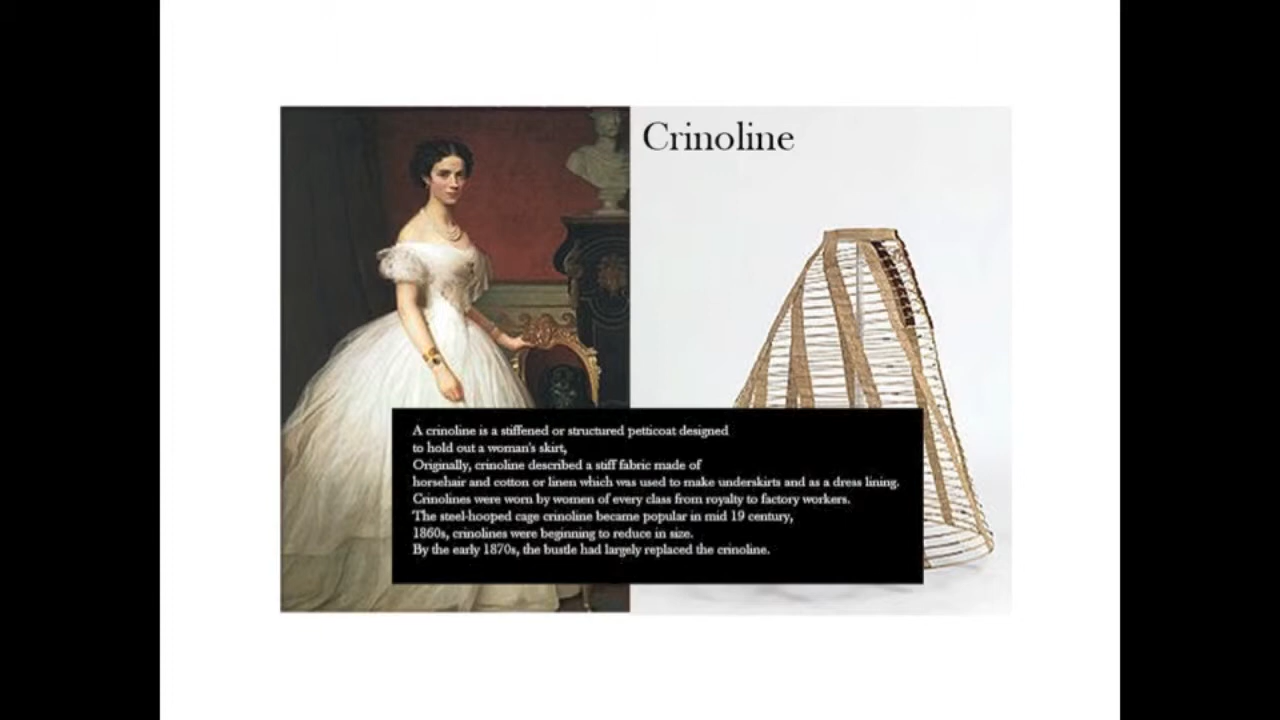 Crinoline
A crinoline is a stiffened or structured petticoat designed
to hold out a woman's skirt,
Originally, crinoline described a stiff fabric made of
horsehair and cotton or linen which was used to make underskirts and as a dress lining.
Crinolines were worn by women of every class from royalty to factory workers.
The steel-hooped cage crinoline became popular in mid 19 century,
1860s, crinolines were beginning to reduce in size.
By the early 1870s, the bustle had largely replaced the crinoline.